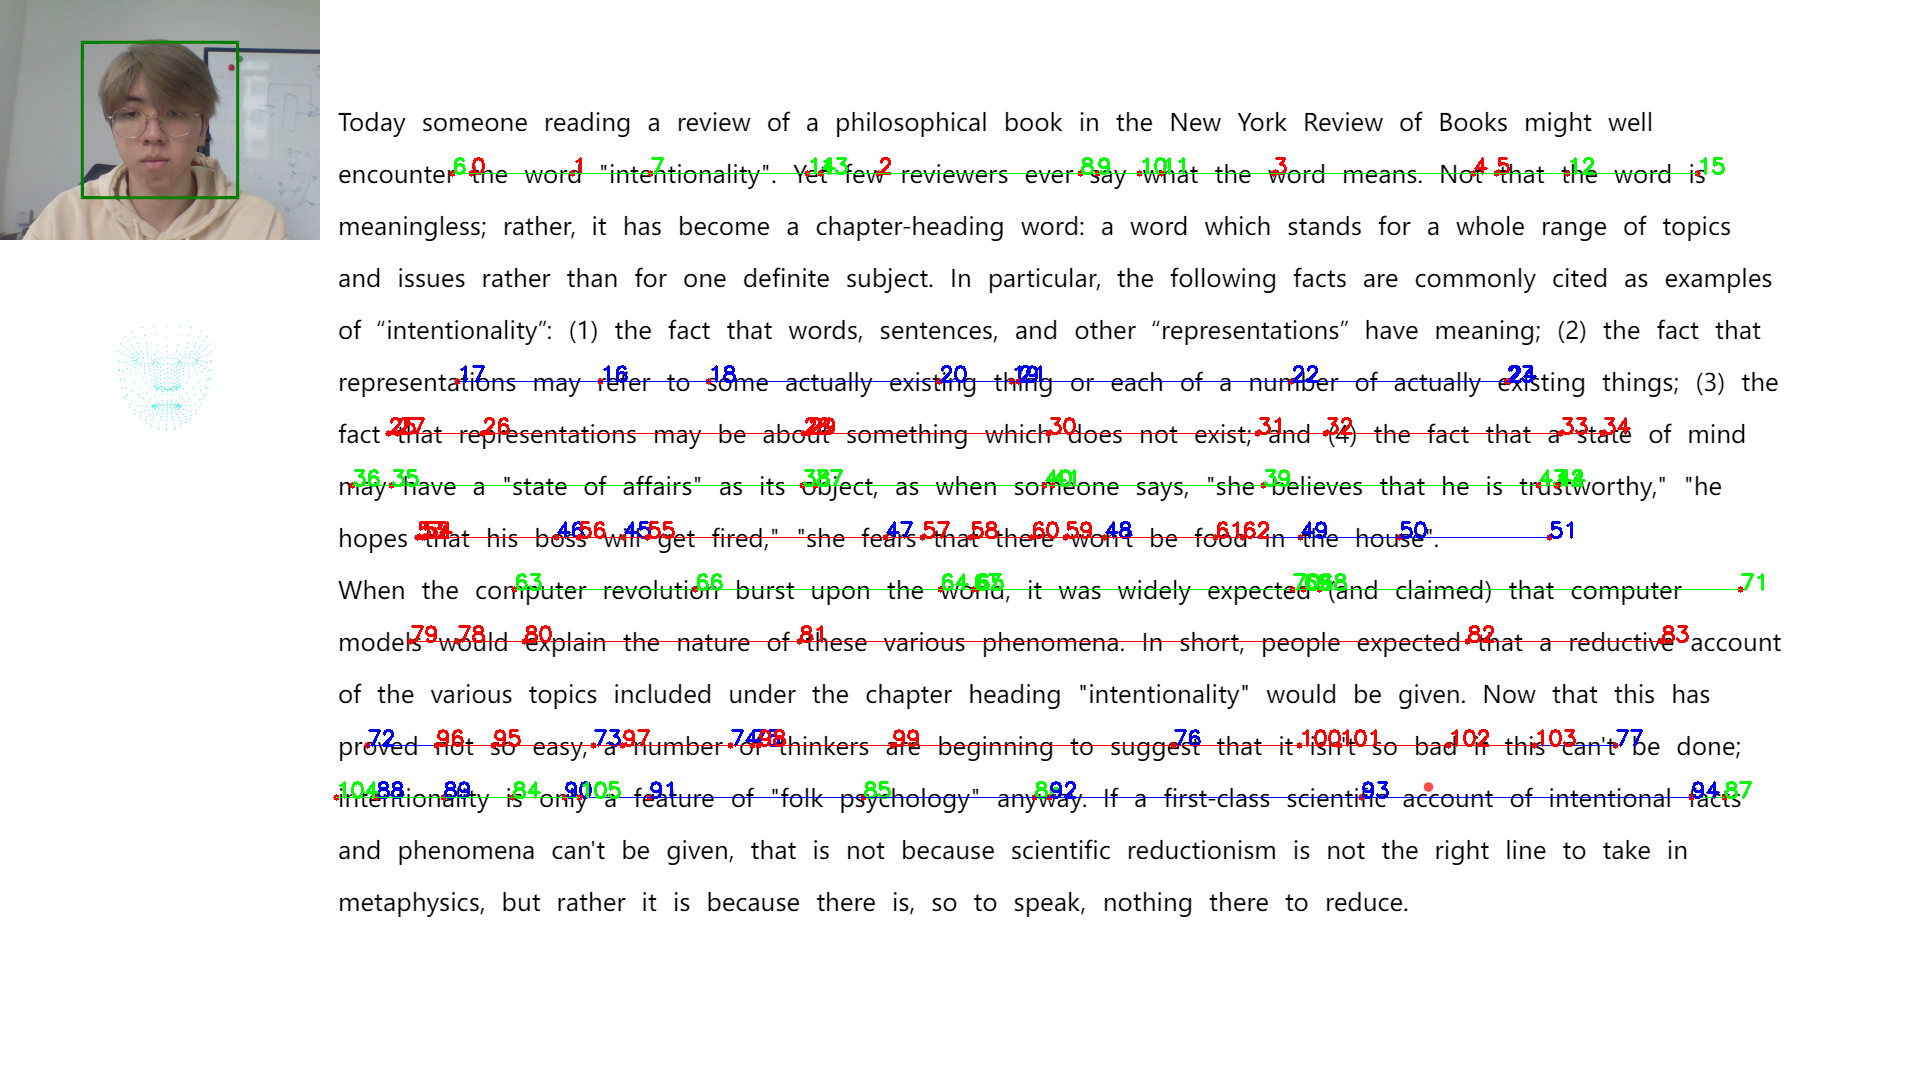 Today someone reading a review of a philosophical book in the New York Review of Books might well
encounter the word "intentionality". Yet few reviewers ever say what the word means. Not that the word is
meaningless; rather, it has become a chapter-heading word: a word which stands for a whole range of topics
and issues rather than for one definite subject. In particular, the following facts are commonly cited as examples
of “intentionality”: (1) the fact that words, sentences, and other “representations” have meaning; (2) the fact that
representations may refer to some actually existing thing or each of a number of actually existing things; (3) the
fact that representations may be about something which does not exist; and (4) the fact that a state of mind
may have a "state of affairs" as its object, as when someone says, "she believes that he is trustworthy," "he
hopes that his boss will get fired," "she fears that there won't be food in the house".
When the computer revolution burst upon the world, it was widely expected (and claimed) that computer
models would explain the nature of these various phenomena. In short, people expected that a reductive account
of the various topics included under the chapter heading "intentionality" would be given. Now that this has
proved not so easy, a number of thinkers are beginning to suggest that it isn't so bad if this can't be done;
intentionality is only a feature of "folk psychology" anyway. If a first-class scientific account of intentional facts
and phenomena can't be given, that is not because scientific reductionism is not the right line to take in
metaphysics, but rather it is because there is, so to speak, nothing there to reduce.